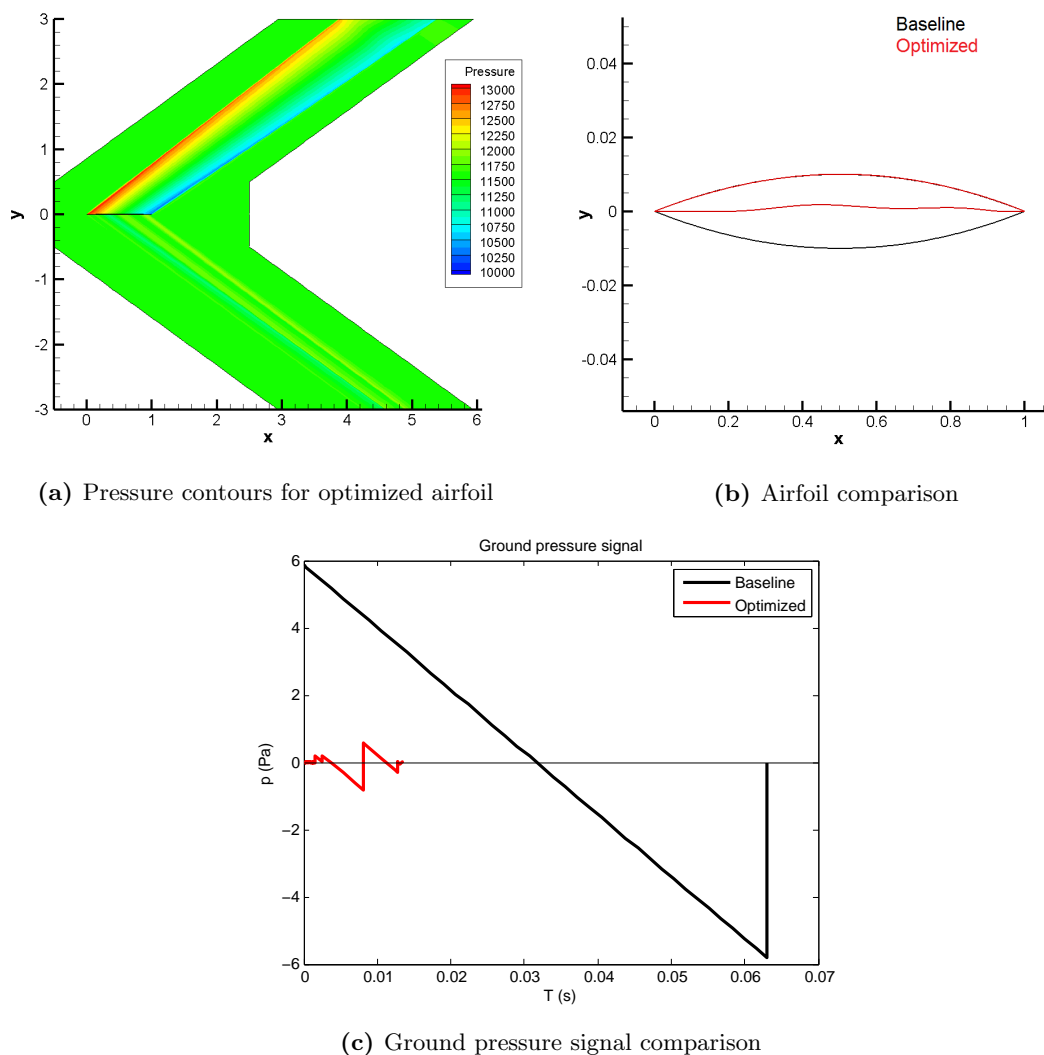 3
2
1
0
-1
-2
-3
y
0 1 2 3 4 5 6
x
Pressure
13000
12750
12500
12250
12000
11750
11500
11250
11000
10750
10500
10250
10000
(a) Pressure contours for optimized airfoil
Baseline
Optimized
0.04
0.02
0
-0.02
-0.04
y
0 0.2 0.4 0.6 0.8 1
x
(b) Airfoil comparison
Ground pressure signal
6
4
2
0
−2
−4
−6
p (Pa)
Baseline
Optimized
0 0.01 0.02 0.03 0.04 0.05 0.06 0.07
T (s)
(c) Ground pressure signal comparison